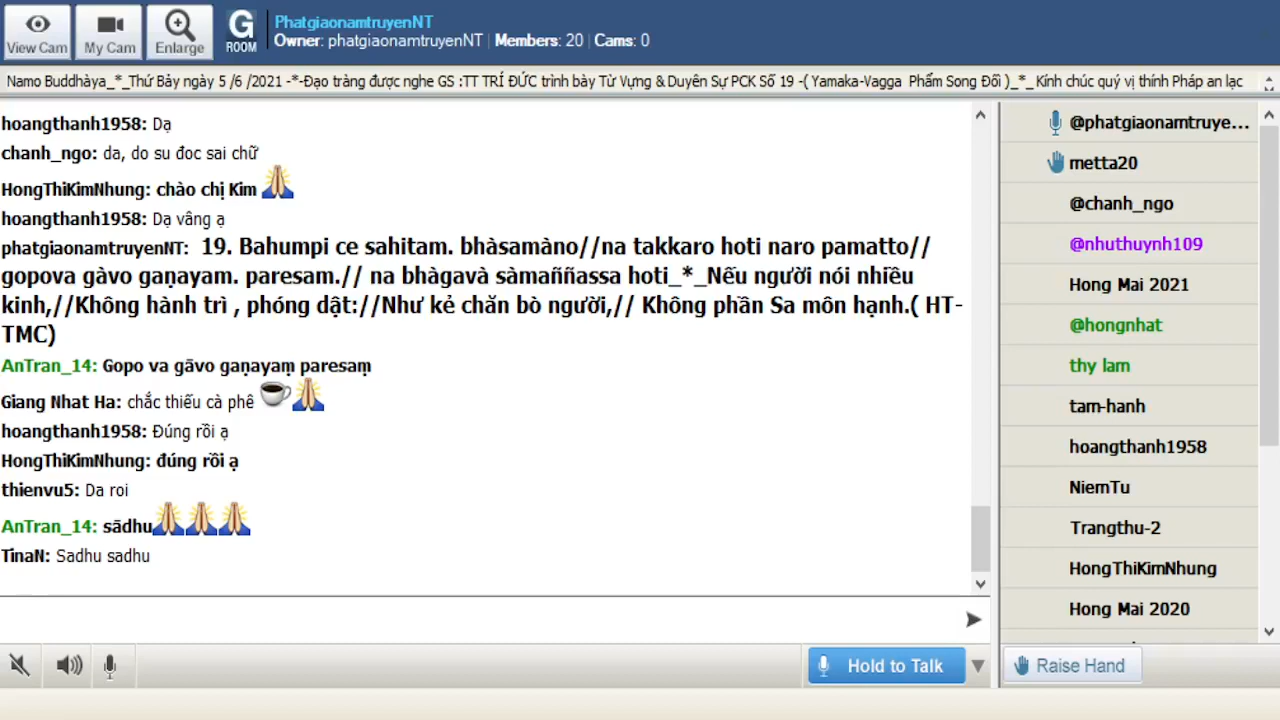 View Cam
My Cam
Enlarge
G
ROOM
PhatgiaonamtruyenNT
Owner: phatgiaonamtruyenNT | Members: 20 | Cams: 0
Namo Buddhàya_*_Thứ Bảy ngày 5 /6 /2021 -*-Đạo tràng được nghe GS :TT TRÍ ĐỨC trình bày Từ Vựng & Duyên Sự PCK Số 19 -( Yamaka-Vagga Phẩm Song Đối )_*_ Kính chúc quý vị thính Pháp an lạc
hoangthanh1958: Dạ
chanh_ngo: da, do su đoc sai chữ
HongThiKimNhung: chào chị Kim
hoangthanh1958: Dạ vâng ạ
phatgiaonamtruyenNT: 19. Bahumpi ce sahitam. bhàsamàno//na takkaro hoti naro pamatto//
gopova gàvo gaṇayam. paresam.// na bhàgavà sàmaññassa hoti_*_Nếu người nói nhiều
kinh,//Không hành trì , phóng dật://Như kẻ chăn bò người,// Không phần Sa môn hạnh.( HT-
TMC)
AnTran_14: Gopo va gāvo gaṇayaṃ paresaṃ
Giang Nhat Ha: chắc thiếu cà phê
hoangthanh1958: Đúng rồi ạ
HongThiKimNhung: đúng rồi ạ
thienvu5: Da roi
AnTran_14: sādhu
TinaN: Sadhu sadhu
Hold to Talk
@phatgiaonamtruye...
metta20
@chanh_ngo
@nhuthuynh109
Hong Mai 2021
@hongnhat
thy lam
tam-hanh
hoangthanh1958
NiemTu
Trangthu-2
HongThiKimNhung
Hong Mai 2020
Raise Hand